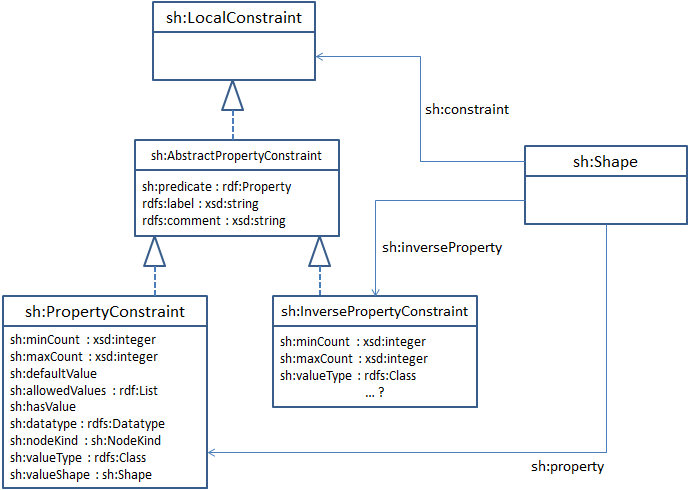 sh:LocalConstraint
sh:constraint
sh:AbstractPropertyConstraint
sh:predicate : rdf:Property
rdfs:label : xsd:string
rdfs:comment : xsd:string
sh:Shape
sh:inverseProperty
sh:PropertyConstraint
sh:minCount : xsd:integer
sh:maxCount : xsd:integer
sh:defaultValue
sh:allowedValues : rdf:List
sh:hasValue
sh:datatype : rdfs:Datatype
sh:nodeKind : sh:NodeKind
sh:valueType : rdfs:Class
sh:valueShape : sh:Shape
sh:InversePropertyConstraint
sh:minCount : xsd:integer
sh:maxCount : xsd:integer
sh:valueType : rdfs:Class
... ?
sh:property